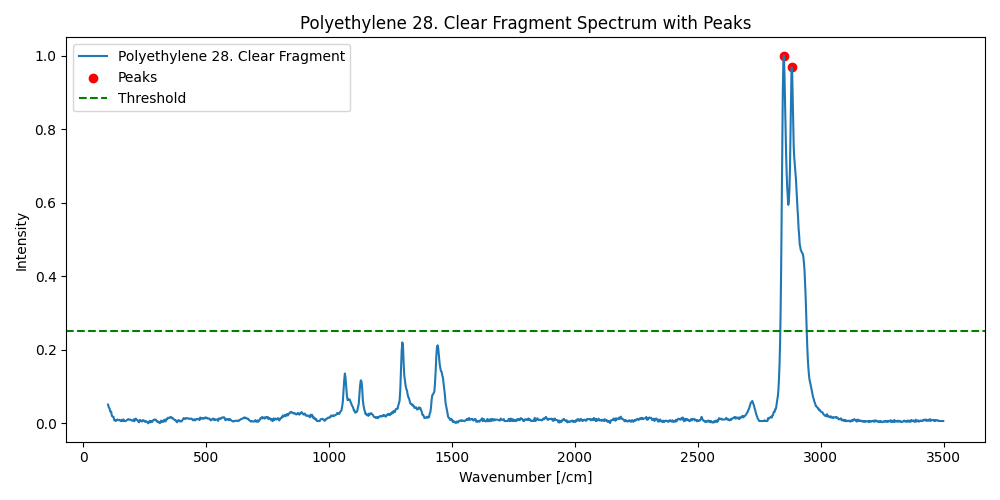 Polyethylene 28. Clear Fragment Spectrum with Peaks
Polyethylene 28. Clear Fragment
Peaks
Threshold
Intensity
1.0
0.8
0.6
0.4
0.2
0.0
0 500 1000 1500 2000 2500 3000 3500
Wavenumber [/cm]